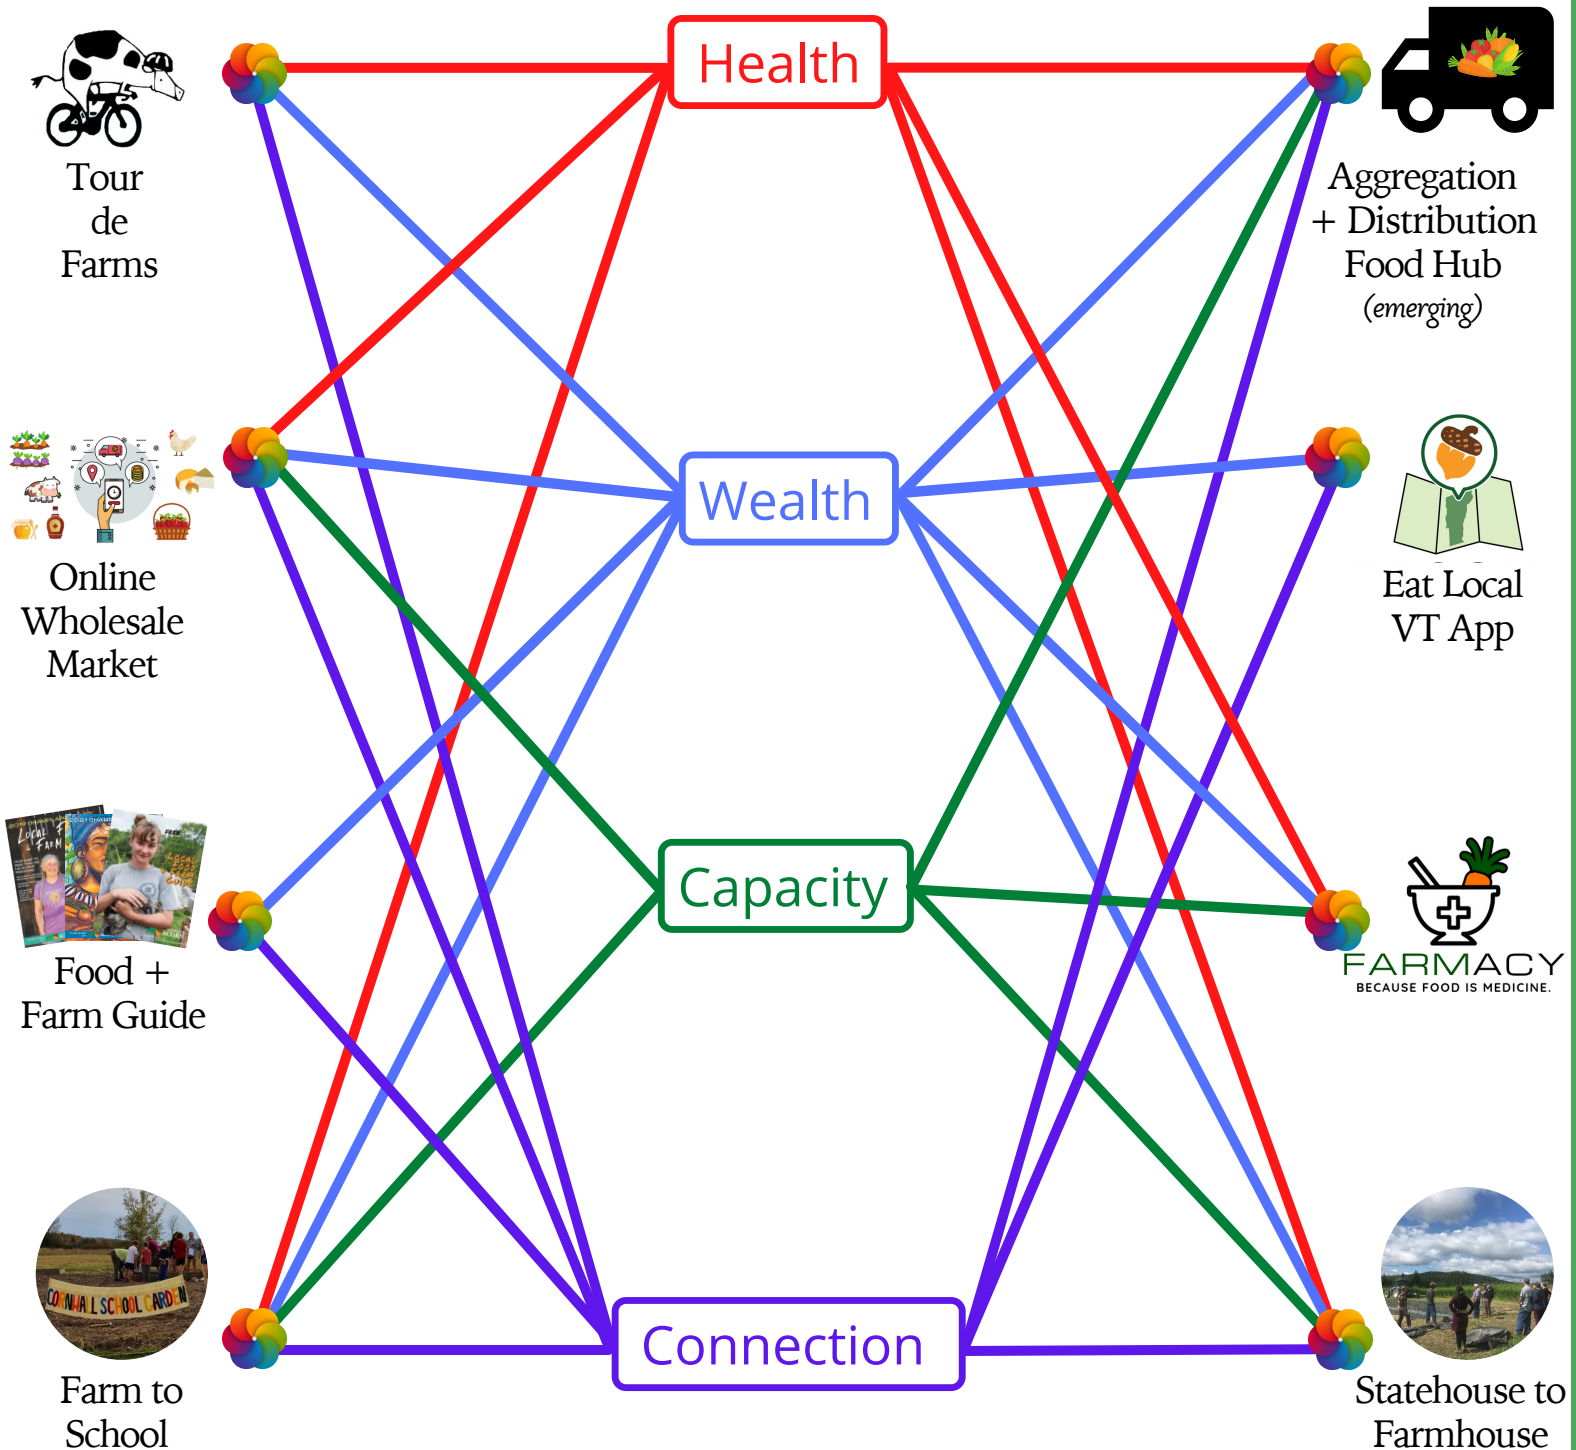 Health
Wealth
Capacity
Connection
Tour
de
Farms
Online
Wholesale
Market
Food +
Farm Guide
CORNWALL SCHOOL GARDEN
Farm to
School
Aggregation
+ Distribution
Food Hub
(emerging)
Eat Local
VT App
FARMACY
BECAUSE FOOD IS MEDICINE.
Statehouse to
Farmhouse